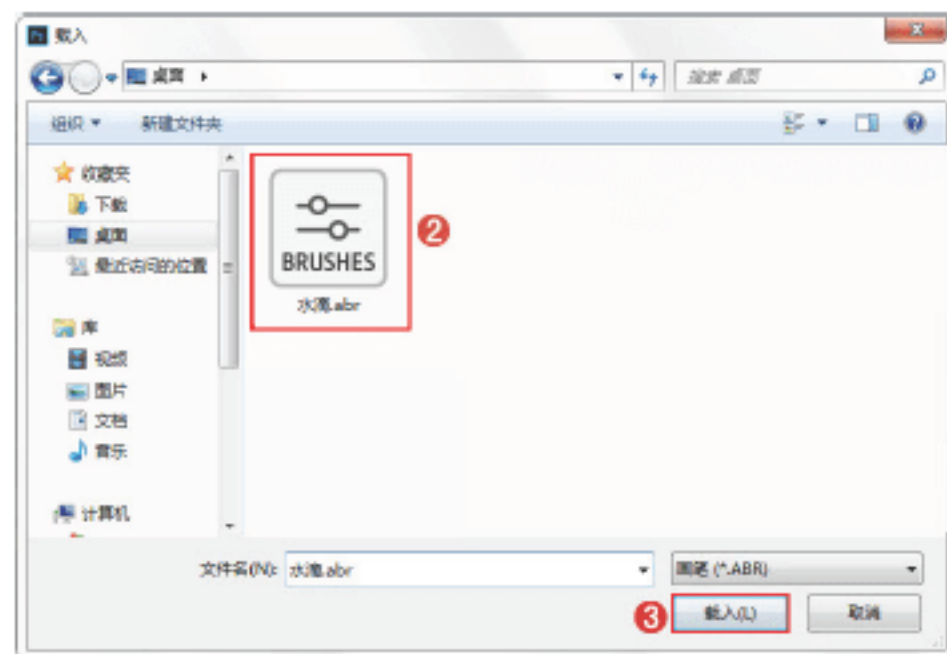 载入
桌面
搜索 桌面
组织
新建文件夹
收藏夹
下载
桌面
最近访问的位置
库
视频
图片
文档
音乐
计算机
BRUSHES
水滴.abr
2
文件名(N):
水滴.abr
画笔 (*.ABR)
3
载入(L)
取消